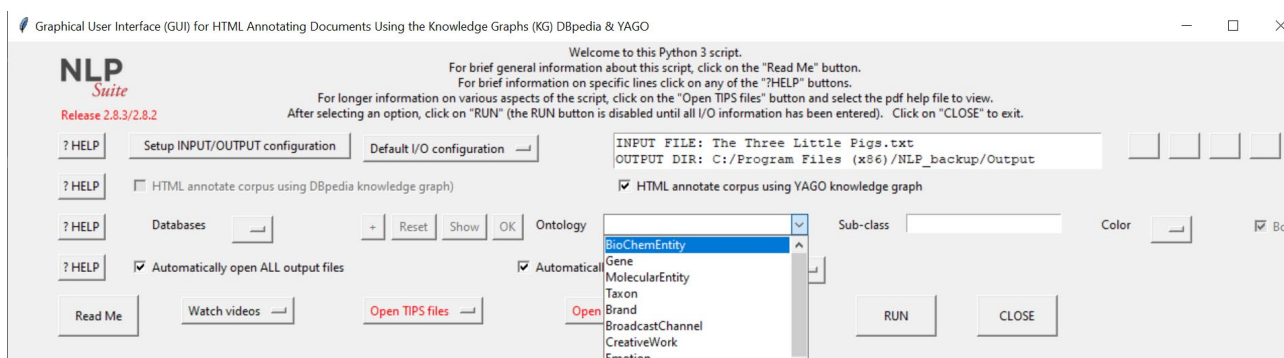 Graphical User Interface (GUI) for HTML Annotating Documents Using the Knowledge Graphs (KG) DBpedia & YAGO
NLP
Suite
Release 2.8.3/2.8.2
Welcome to this Python 3 script.
For brief general information about this script, click on the "Read Me" button.
For brief information on specific lines click on any of the "?HELP" buttons.
For longer information on various aspects of the script, click on the "Open TIPS files" button and select the pdf help file to view.
After selecting an option, click on "RUN" (the RUN button is disabled until all I/O information has been entered).   Click on "CLOSE" to exit.
? HELP Setup INPUT/OUTPUT configuration Default I/O configuration
INPUT FILE: The Three Little Pigs.txt
OUTPUT DIR: C:/Program Files (x86)/NLP_backup/Output
? HELP HTML annotate corpus using DBpedia knowledge graph) HTML annotate corpus using YAGO knowledge graph
? HELP Databases + Reset Show OK Ontology Sub-class Color
BioChemEntity
Gene
MolecularEntity
Taxon
Brand
BroadcastChannel
CreativeWork
Emotion
? HELP Automatically open ALL output files
Read Me Watch videos Open TIPS files Open RUN CLOSE